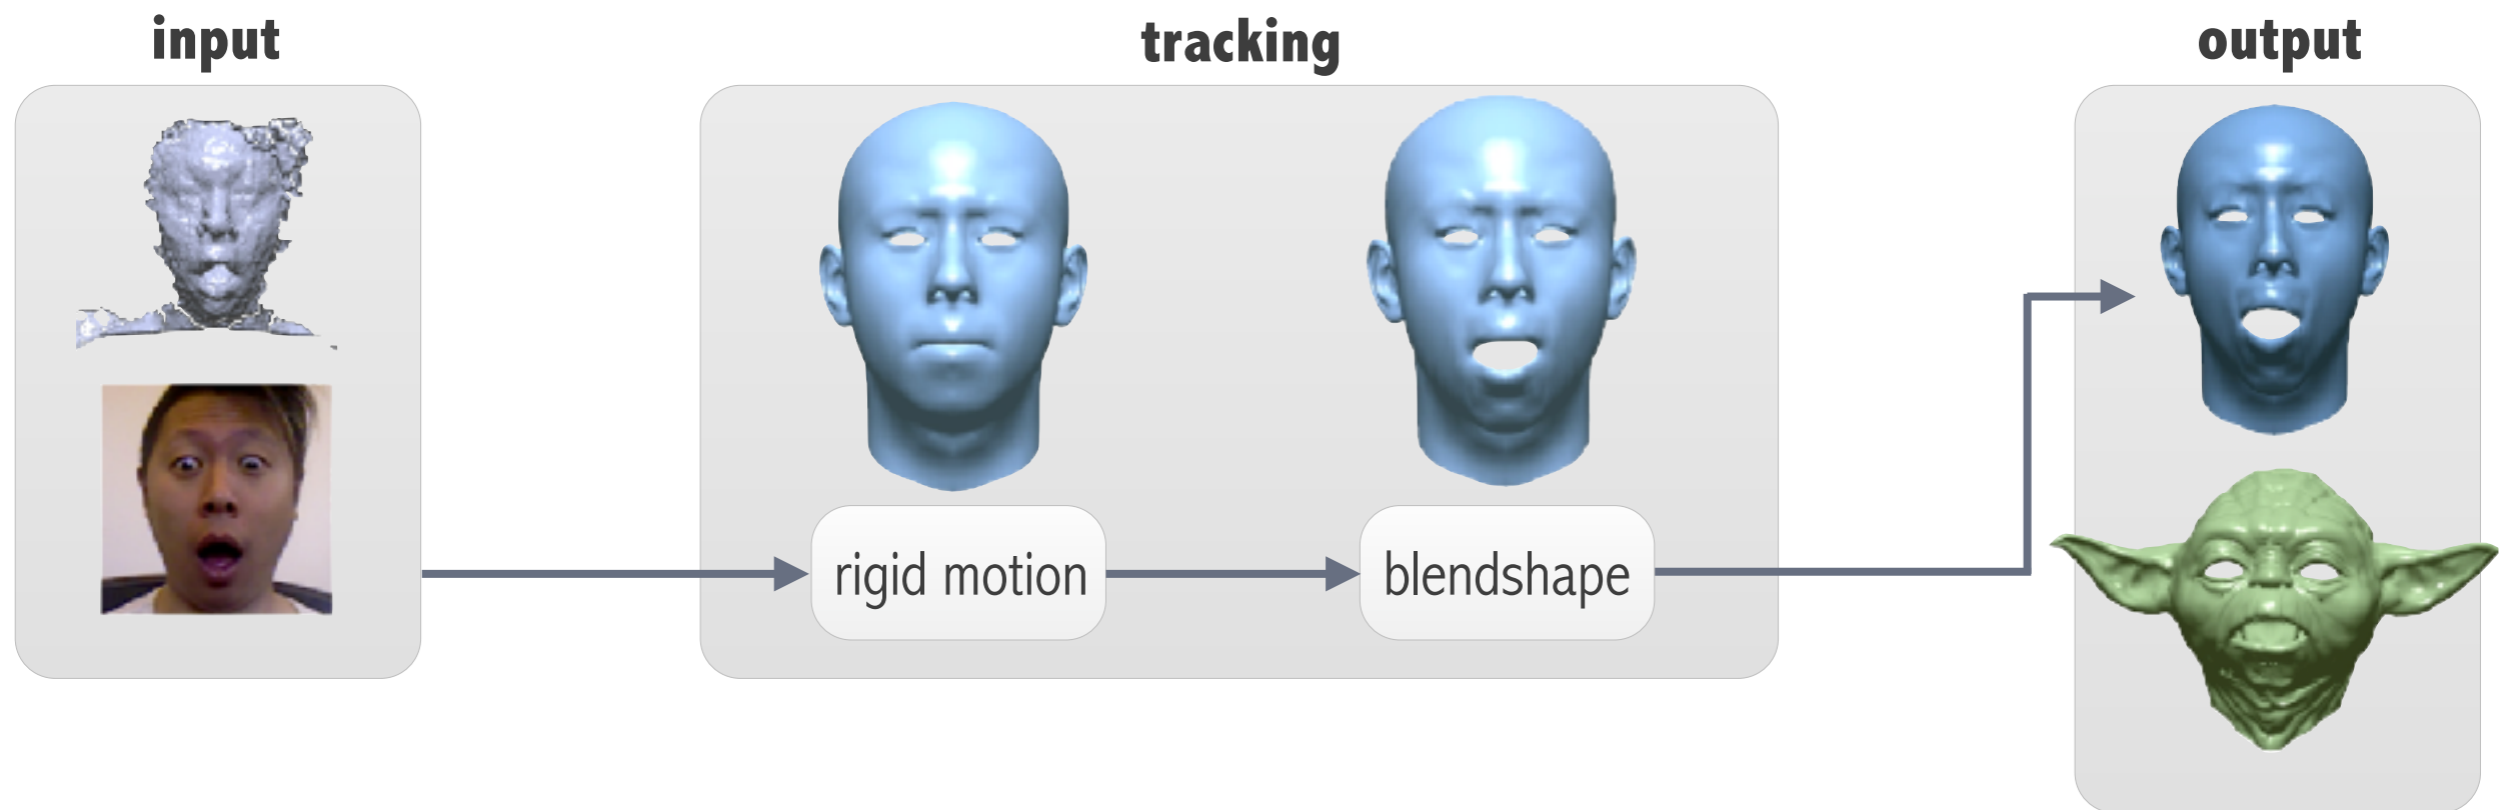 input
tracking
output
rigid motion
blendshape